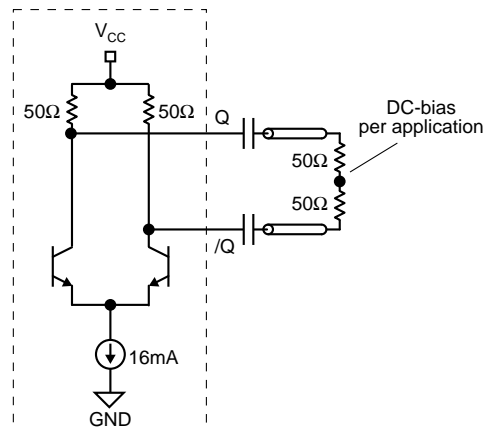 V_CC
50Ω
50Ω
Q
DC-bias
per application
50Ω
50Ω
/Q
16mA
GND